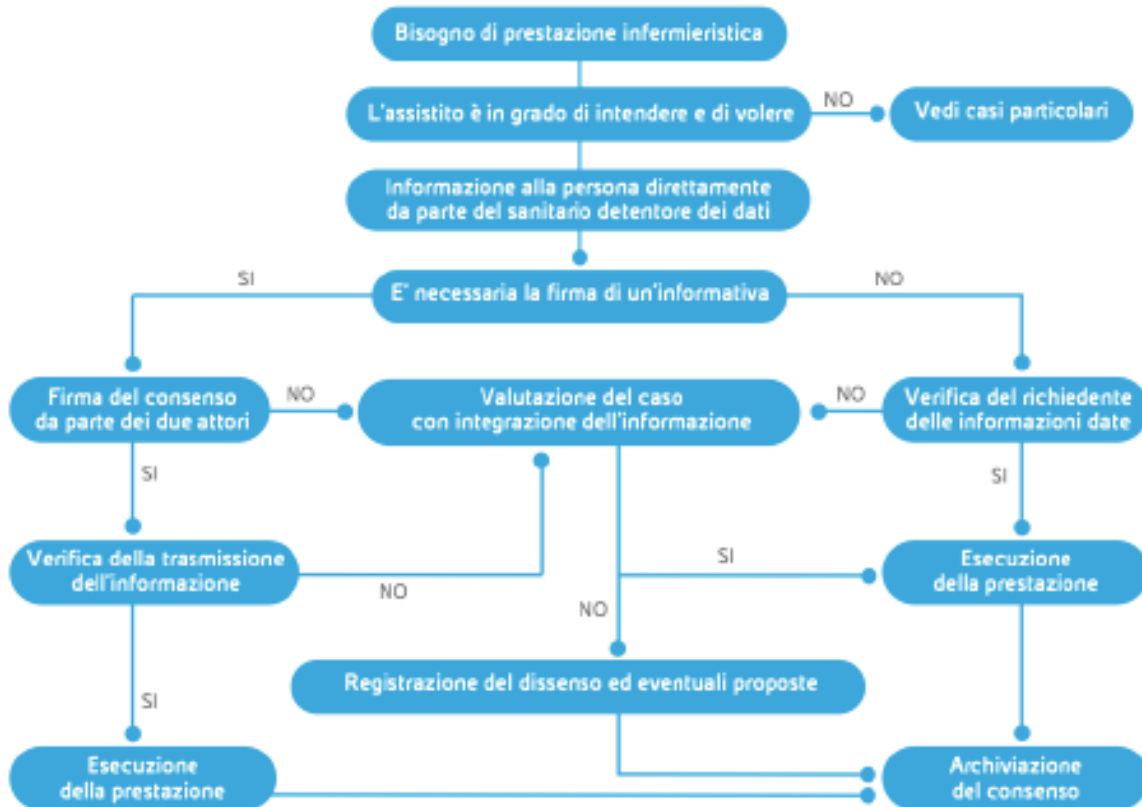 Bisogno di prestazione infermieristica
L'assistito è in grado di intendere e di volere
NO
Vedi casi particolari
Informazione alla persona direttamente
da parte del sanitario detentore dei dati
SI
E' necessaria la firma di un'informativa
NO
Firma del consenso
da parte dei due attori
NO
Valutazione del caso
con integrazione dell'informazione
NO
Verifica del richiedente
delle informazioni date
SI
SI
Verifica della trasmissione
dell'informazione
NO
SI
Esecuzione
della prestazione
NO
Registrazione del dissenso ed eventuali proposte
SI
Esecuzione
della prestazione
Archiviazione
del consenso